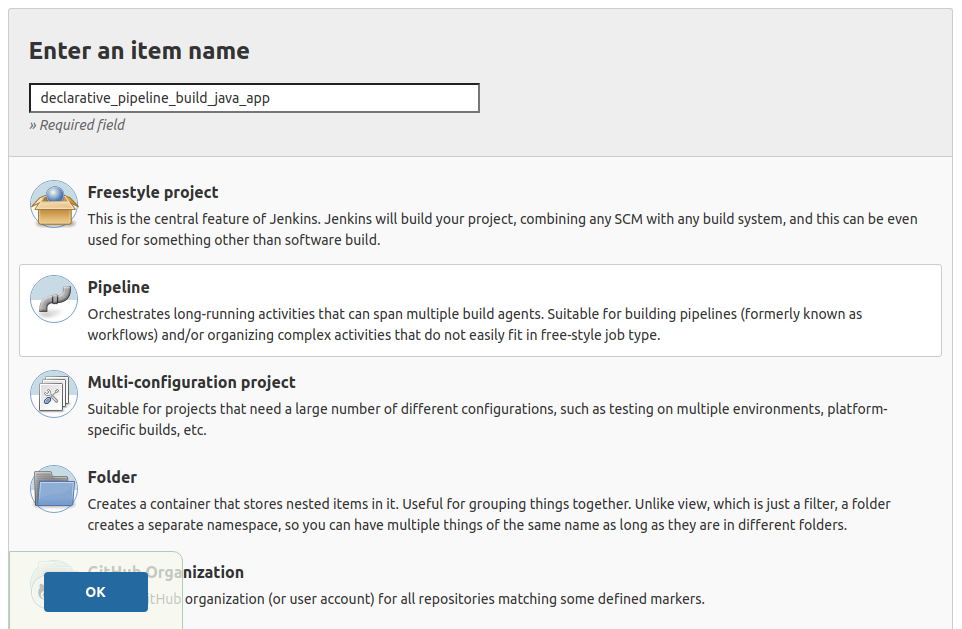 Enter an item name
declarative_pipeline_build_java_app
» Required field
Freestyle project
This is the central feature of Jenkins. Jenkins will build your project, combining any SCM with any build system, and this can be even
used for something other than software build.
Pipeline
Orchestrates long-running activities that can span multiple build agents. Suitable for building pipelines (formerly known as
workflows) and/or organizing complex activities that do not easily fit in free-style job type.
Multi-configuration project
Suitable for projects that need a large number of different configurations, such as testing on multiple environments, platform-
specific builds, etc.
Folder
Creates a container that stores nested items in it. Useful for grouping things together. Unlike view, which is just a filter, a folder
creates a separate namespace, so you can have multiple things of the same name as long as they are in different folders.
GitHub Organization
organization (or user account) for all repositories matching some defined markers.
OK